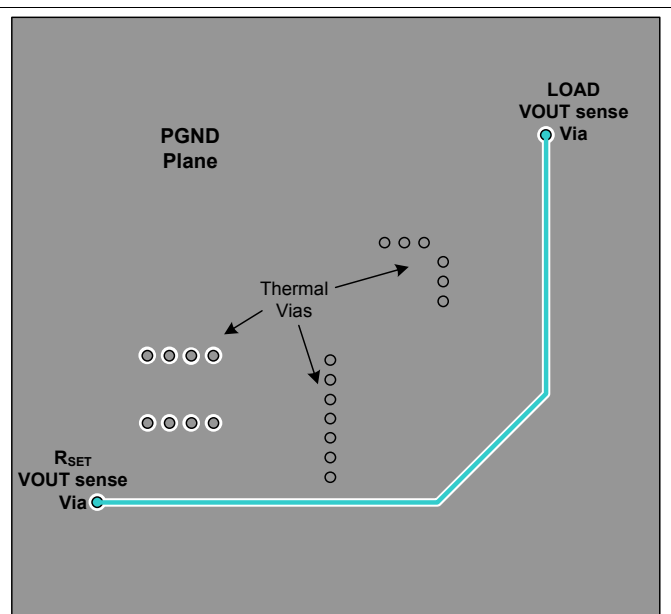 LOAD
VOUT sense
Via
PGND
Plane
Thermal
Vias
RSET
VOUT sense
Via